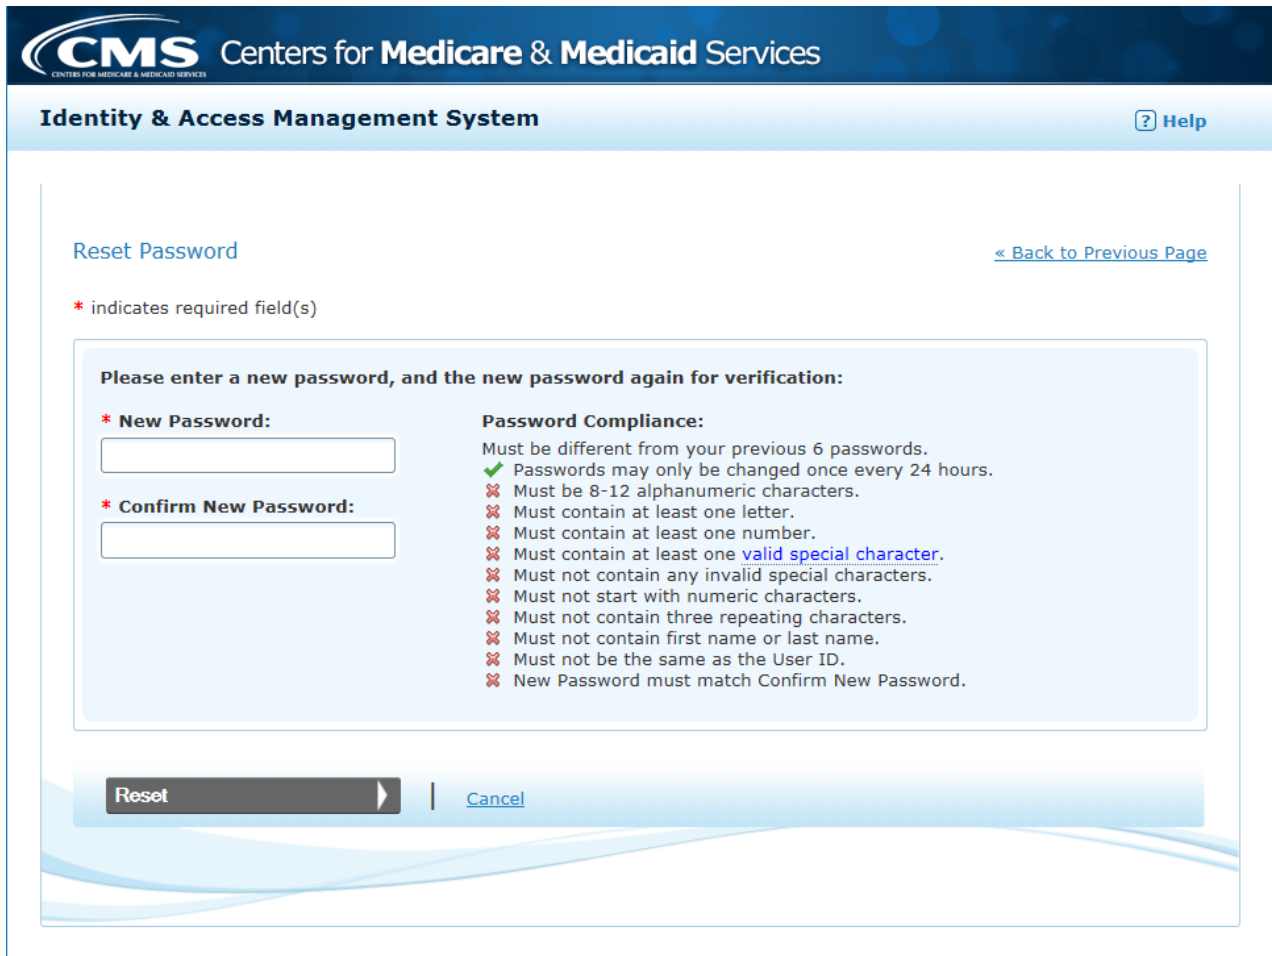 CMS Centers for Medicare & Medicaid Services
CENTERS FOR MEDICARE & MEDICAID SERVICES
Identity & Access Management System
? Help
Reset Password
« Back to Previous Page
* indicates required field(s)
Please enter a new password, and the new password again for verification:
* New Password:
* Confirm New Password:
Password Compliance:
Must be different from your previous 6 passwords.
Passwords may only be changed once every 24 hours.
Must be 8-12 alphanumeric characters.
Must contain at least one letter.
Must contain at least one number.
Must contain at least one valid special character.
Must not contain any invalid special characters.
Must not start with numeric characters.
Must not contain three repeating characters.
Must not contain first name or last name.
Must not be the same as the User ID.
New Password must match Confirm New Password.
Reset
| Cancel